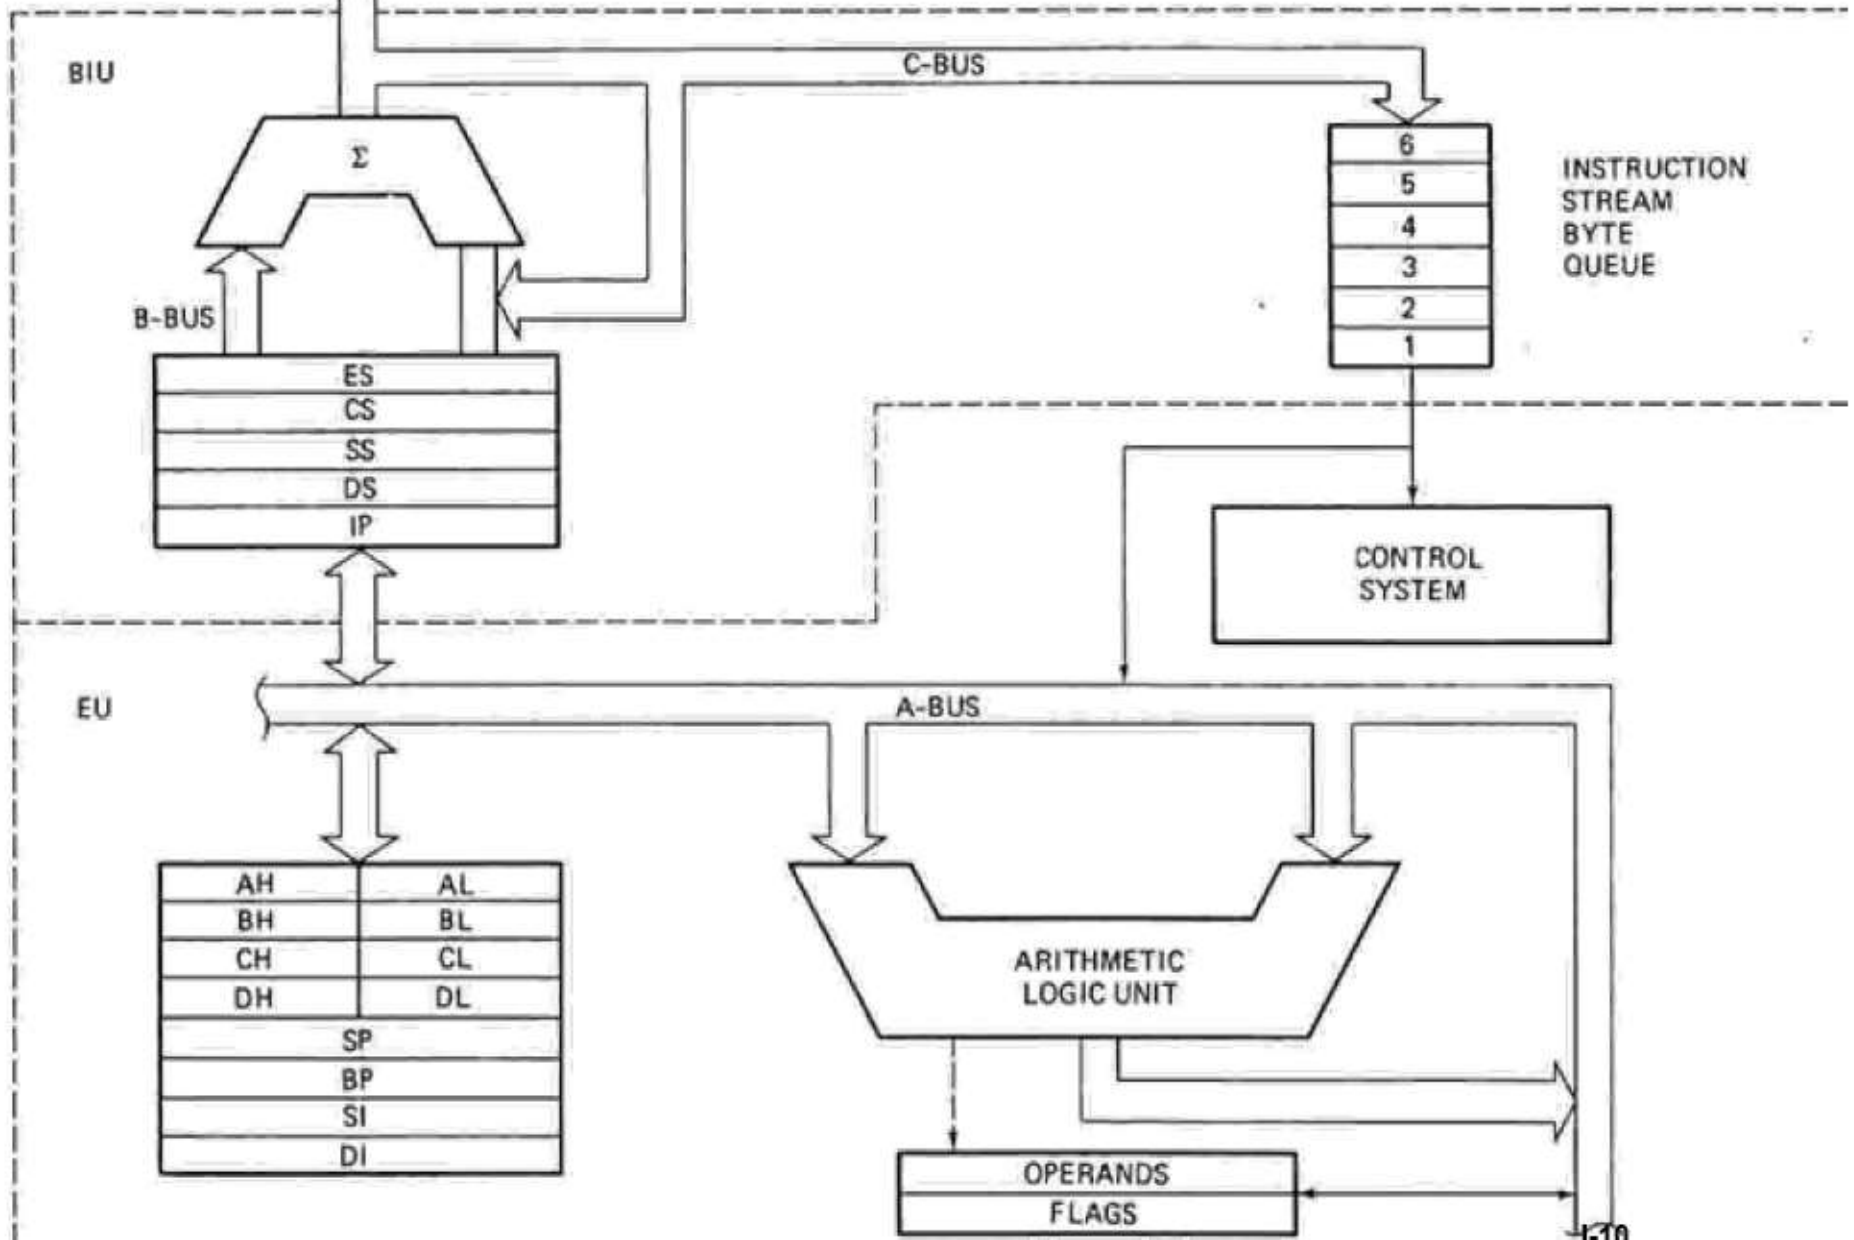 BIU
C-BUS
Σ
6
5
4
3
2
1
INSTRUCTION
STREAM
BYTE
QUEUE
B-BUS
ES
CS
SS
DS
IP
CONTROL
SYSTEM
EU
A-BUS
AH AL
BH BL
CH CL
DH DL
SP
BP
SI
DI
ARITHMETIC
LOGIC UNIT
OPERANDS
FLAGS